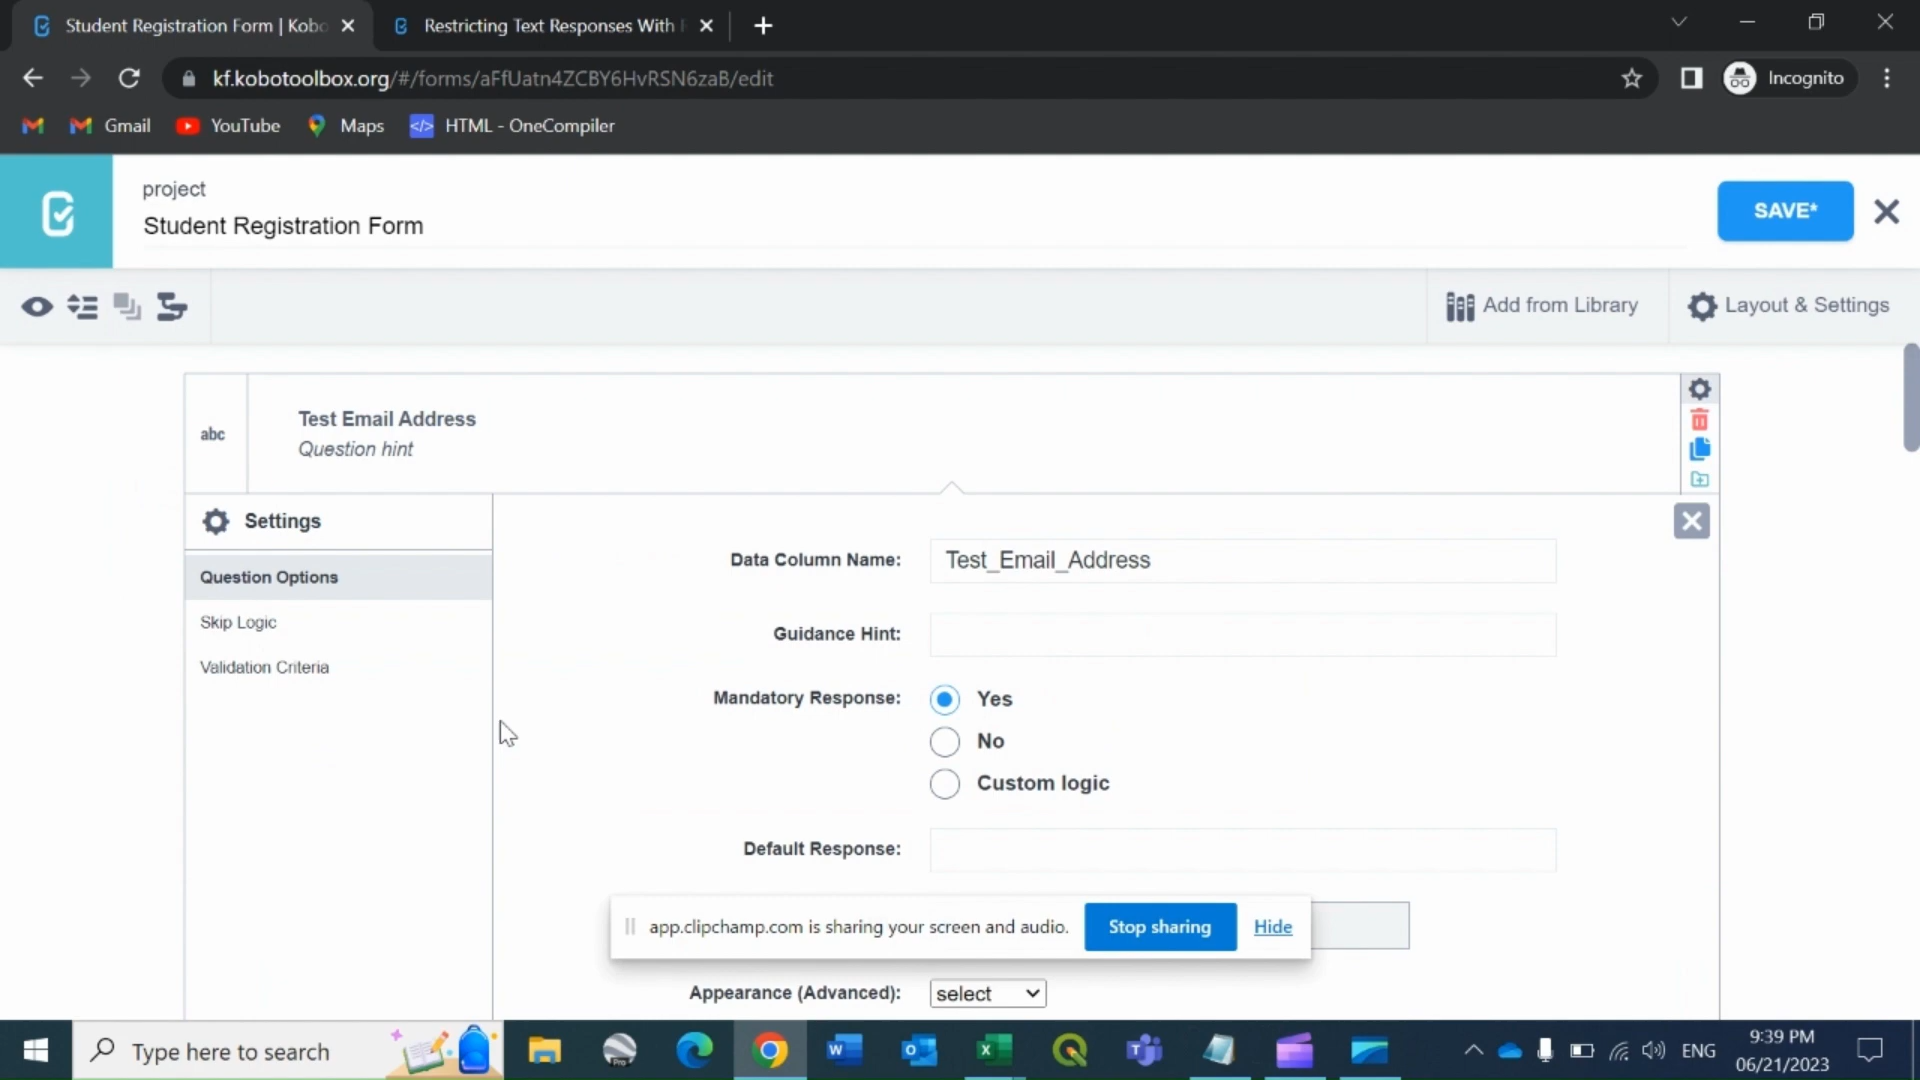 Student Registration Form | Kobo
Restricting Text Responses With
kf.kobotoolbox.org/#/forms/aFfUatn4ZCBY6HvRSN6zaB/edit
Incognito
Gmail
YouTube
Maps
HTML - OneCompiler
project
Student Registration Form
SAVE*
Add from Library
Layout & Settings
abc
Test Email Address
Question hint
Settings
Question Options
Skip Logic
Validation Criteria
Data Column Name:
Test_Email_Address
Guidance Hint:
Mandatory Response:
Yes
No
Custom logic
Default Response:
app.clipchamp.com is sharing your screen and audio.
Stop sharing
Hide
Appearance (Advanced):
select
Type here to search
ENG
9:39 PM
06/21/2023